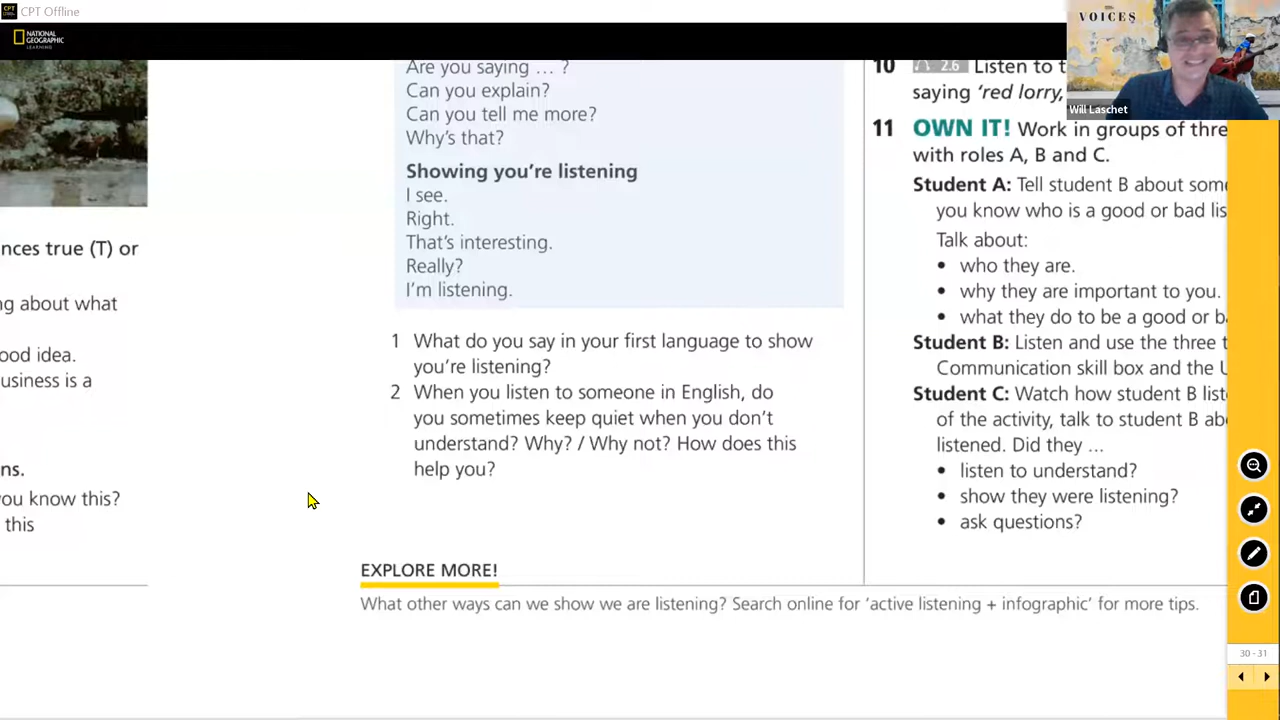 CPT Offline
NATIONAL
GEOGRAPHIC
LEARNING
VOICES
Will Laschet
nces true (T) or
ng about what
ood idea.
usiness is a
ns.
ou know this?
this
Are you saying … ?
Can you explain?
Can you tell me more?
Why's that?
Showing you're listening
I see.
Right.
That's interesting.
Really?
I'm listening.
1 What do you say in your first language to show
you're listening?
2 When you listen to someone in English, do
you sometimes keep quiet when you don't
understand? Why? / Why not? How does this
help you?
EXPLORE MORE!
What other ways can we show we are listening? Search online for 'active listening + infographic' for more tips.
10 2.6 Listen to t
saying 'red lorry,
11 OWN IT! Work in groups of thre
with roles A, B and C.
Student A: Tell student B about som
you know who is a good or bad lis
Talk about:
• who they are.
• why they are important to you.
• what they do to be a good or b
Student B: Listen and use the three t
Communication skill box and the U
Student C: Watch how student B list
of the activity, talk to student B abo
listened. Did they …
• listen to understand?
• show they were listening?
• ask questions?
30 - 31